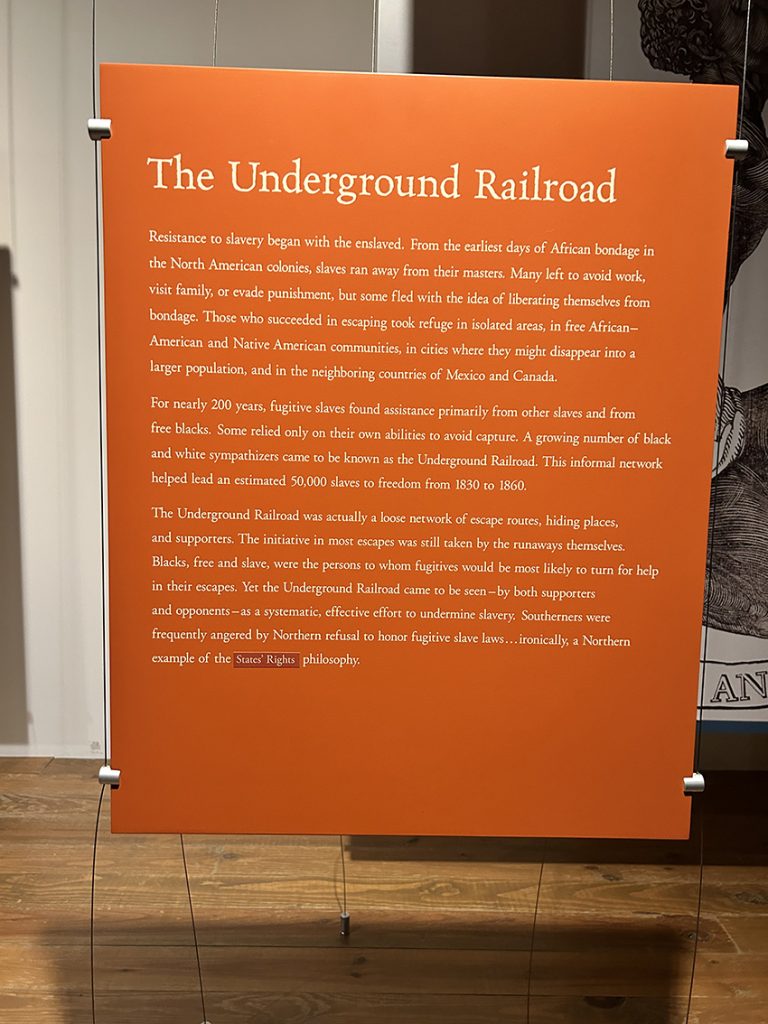 The Underground Railroad
Resistance to slavery began with the enslaved. From the earliest days of African bondage in
the North American colonies, slaves ran away from their masters. Many left to avoid work,
visit family, or evade punishment, but some fled with the idea of liberating themselves from
bondage. Those who succeeded in escaping took refuge in isolated areas, in free African–
American and Native American communities, in cities where they might disappear into a
larger population, and in the neighboring countries of Mexico and Canada.
For nearly 200 years, fugitive slaves found assistance primarily from other slaves and from
free blacks. Some relied only on their own abilities to avoid capture. A growing number of black
and white sympathizers came to be known as the Underground Railroad. This informal network
helped lead an estimated 50,000 slaves to freedom from 1830 to 1860.
The Underground Railroad was actually a loose network of escape routes, hiding places,
and supporters. The initiative in most escapes was still taken by the runaways themselves.
Blacks, free and slave, were the persons to whom fugitives would be most likely to turn for help
in their escapes. Yet the Underground Railroad came to be seen–by both supporters
and opponents–as a systematic, effective effort to undermine slavery. Southerners were
frequently angered by Northern refusal to honor fugitive slave laws...ironically, a Northern
example of the States' Rights philosophy.
AN